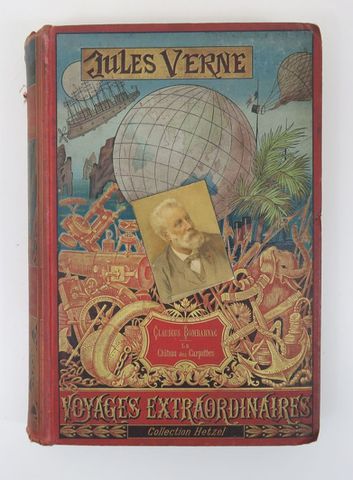 JULES VERNE
CLAUDIUS BOMBARNAC
LE
Château des Carpathes
VOYAGES EXTRAORDINAIRES
Collection Hetzel